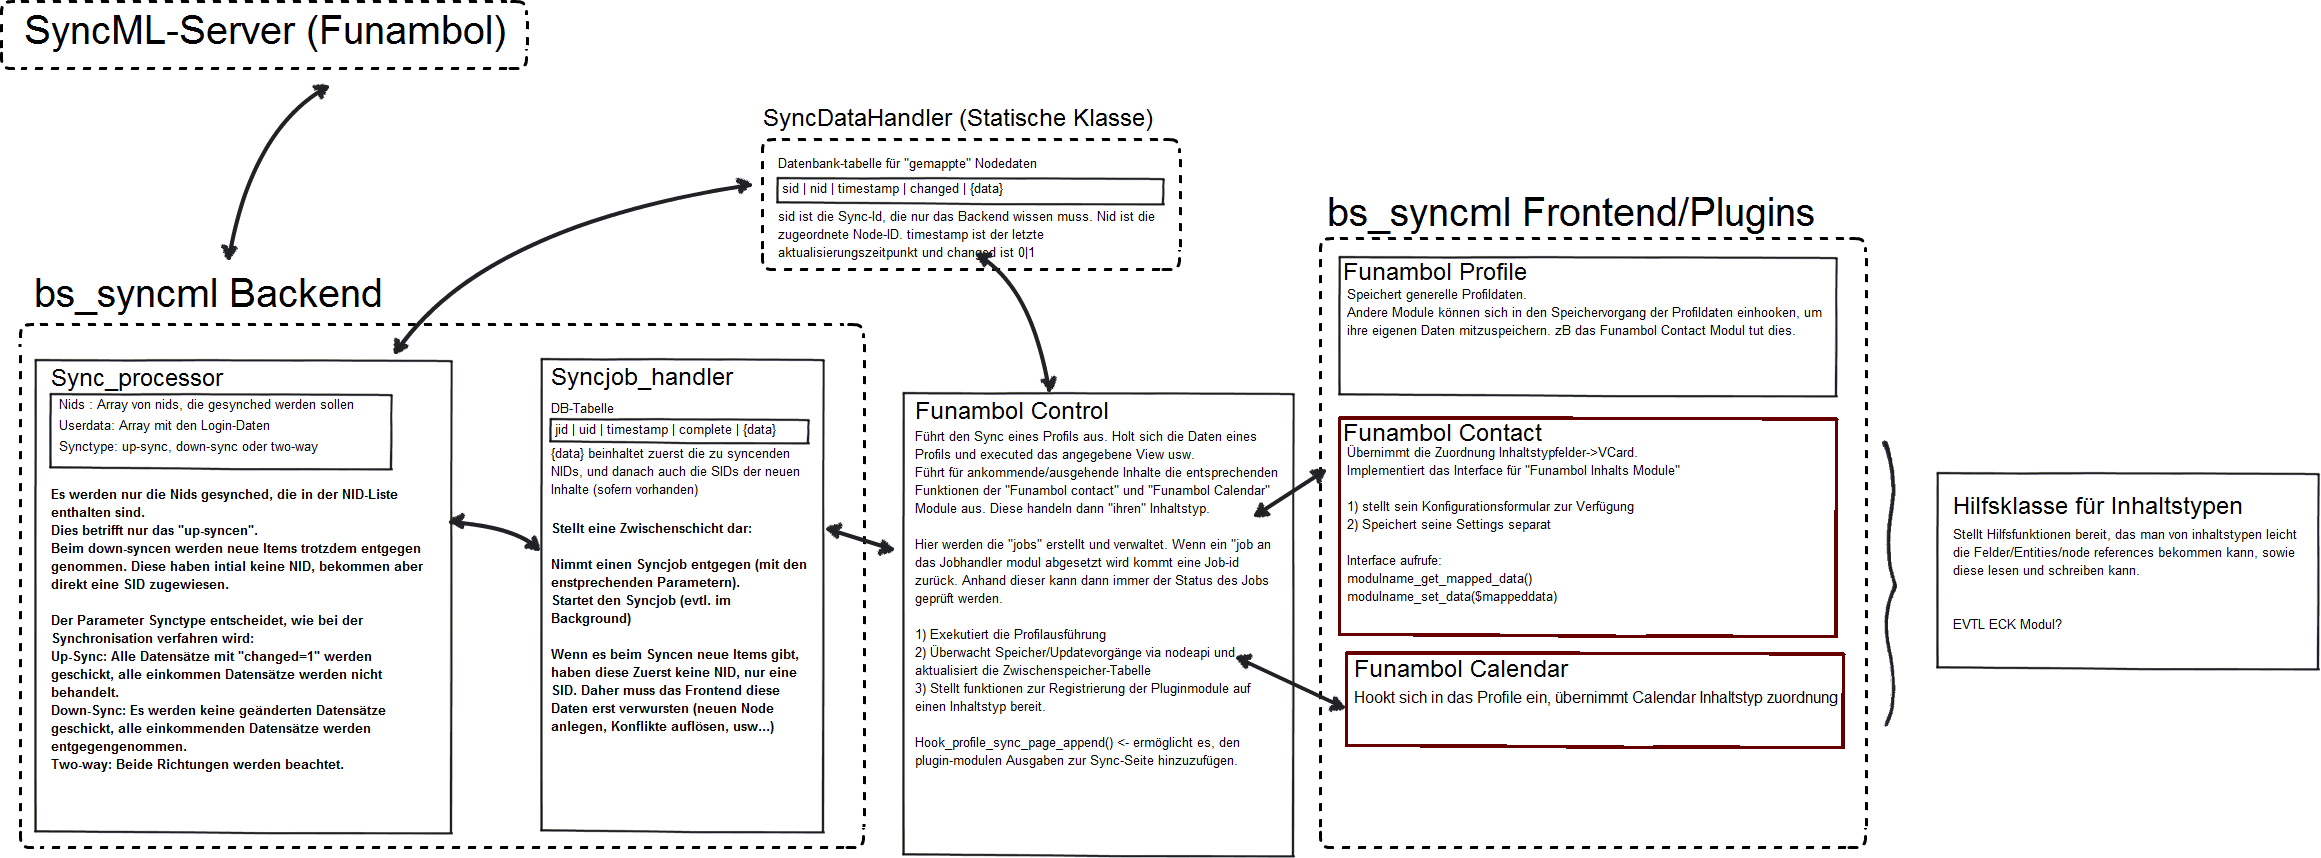 SyncML-Server (Funambol)
SyncDataHandler (Statische Klasse)
Datenbank-tabelle für "gemappte" Nodedaten
sid | nid | timestamp | changed | {data}
sid ist die Sync-Id, die nur das Backend wissen muss. Nid ist die
zugeordnete Node-ID. timestamp ist der letzte
aktualisierungszeitpunkt und changed ist 0|1
bs_syncml Backend
Sync_processor
Nids : Array von nids, die gesynched werden sollen
Userdata: Array mit den Login-Daten
Synctype: up-sync, down-sync oder two-way
Es werden nur die Nids gesynched, die in der NID-Liste
enthalten sind.
Dies betrifft nur das "up-syncen".
Beim down-syncen werden neue Items trotzdem entgegen
genommen. Diese haben intial keine NID, bekommen aber
direkt eine SID zugewiesen.
Der Parameter Synctype entscheidet, wie bei der
Synchronisation verfahren wird:
Up-Sync: Alle Datensätze mit "changed=1" werden
geschickt, alle einkommen Datensätze werden nicht
behandelt.
Down-Sync: Es werden keine geänderten Datensätze
geschickt, alle einkommenden Datensätze werden
entgegengenommen.
Two-way: Beide Richtungen werden beachtet.
Syncjob_handler
DB-Tabelle
jid | uid | timestamp | complete | {data}
{data} beinhaltet zuerst die zu syncenden
NIDs, und danach auch die SIDs der neuen
Inhalte (sofern vorhanden)
Stellt eine Zwischenschicht dar:
Nimmt einen Syncjob entgegen (mit den
enstprechenden Parametern).
Startet den Syncjob (evtl. im
Background)
Wenn es beim Syncen neue Items gibt,
haben diese Zuerst keine NID, nur eine
SID. Daher muss das Frontend diese
Daten erst verwursten (neuen Node
anlegen, Konflikte auflösen, usw...)
Funambol Control
Führt den Sync eines Profils aus. Holt sich die Daten eines
Profils und executed das angegebene View usw.
Führt für ankommende/ausgehende Inhalte die entsprechenden
Funktionen der "Funambol contact" und "Funambol Calendar"
Module aus. Diese handeln dann "ihren" Inhaltstyp.
Hier werden die "jobs" erstellt und verwaltet. Wenn ein "job an
das Jobhandler modul abgesetzt wird kommt eine Job-id
zurück. Anhand dieser kann dann immer der Status des Jobs
geprüft werden.
1) Exekutiert die Profilausführung
2) Überwacht Speicher/Updatevorgänge via nodeapi und
aktualisiert die Zwischenspeicher-Tabelle
3) Stellt funktionen zur Registrierung der Pluginmodule auf
einen Inhaltstyp bereit.
Hook_profile_sync_page_append() <- ermöglicht es, den
plugin-modulen Ausgaben zur Sync-Seite hinzuzufügen.
bs_syncml Frontend/Plugins
Funambol Profile
Speichert generelle Profildaten.
Andere Module können sich in den Speichervorgang der Profildaten einhooken, um
ihre eigenen Daten mitzuspeichern. zB das Funambol Contact Modul tut dies.
Funambol Contact
Übernimmt die Zuordnung Inhaltstypfelder->VCard.
Implementiert das Interface für "Funambol Inhalts Module"
1) stellt sein Konfigurationsformular zur Verfügung
2) Speichert seine Settings separat
Interface aufrufe:
modulname_get_mapped_data()
modulname_set_data($mappeddata)
Funambol Calendar
Hookt sich in das Profile ein, übernimmt Calendar Inhaltstyp zuordnung
Hilfsklasse für Inhaltstypen
Stellt Hilfsfunktionen bereit, das man von inhaltstypen leicht
die Felder/Entities/node references bekommen kann, sowie
diese lesen und schreiben kann.
EVTL ECK Modul?